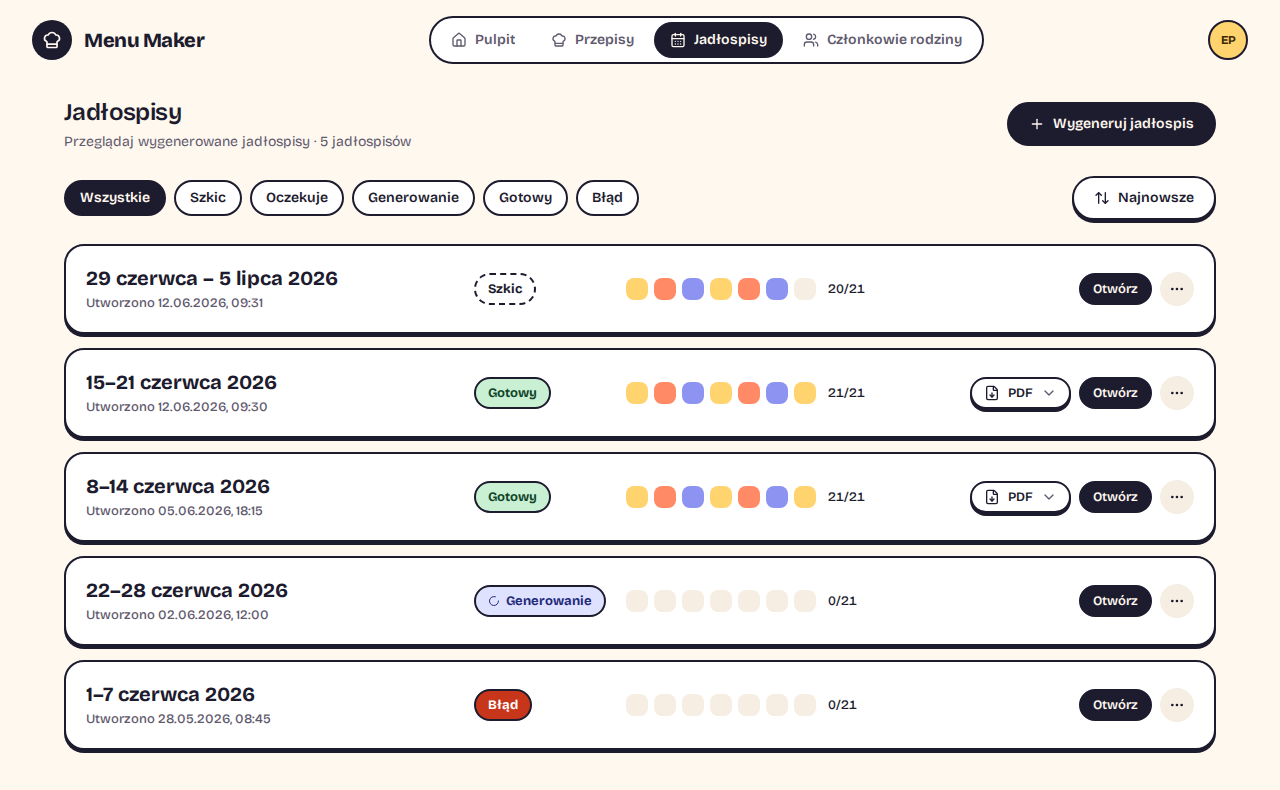 Menu Maker
Pulpit
Przepisy
Jadłospisy
Członkowie rodziny
EP
Jadłospisy
Przeglądaj wygenerowane jadłospisy · 5 jadłospisów
Wygeneruj jadłospis
Wszystkie
Szkic
Oczekuje
Generowanie
Gotowy
Błąd
Najnowsze
29 czerwca – 5 lipca 2026
Utworzono 12.06.2026, 09:31
Szkic
20/21
Otwórz
15–21 czerwca 2026
Utworzono 12.06.2026, 09:30
Gotowy
21/21
PDF
Otwórz
8–14 czerwca 2026
Utworzono 05.06.2026, 18:15
Gotowy
21/21
PDF
Otwórz
22–28 czerwca 2026
Utworzono 02.06.2026, 12:00
Generowanie
0/21
Otwórz
1–7 czerwca 2026
Utworzono 28.05.2026, 08:45
Błąd
0/21
Otwórz